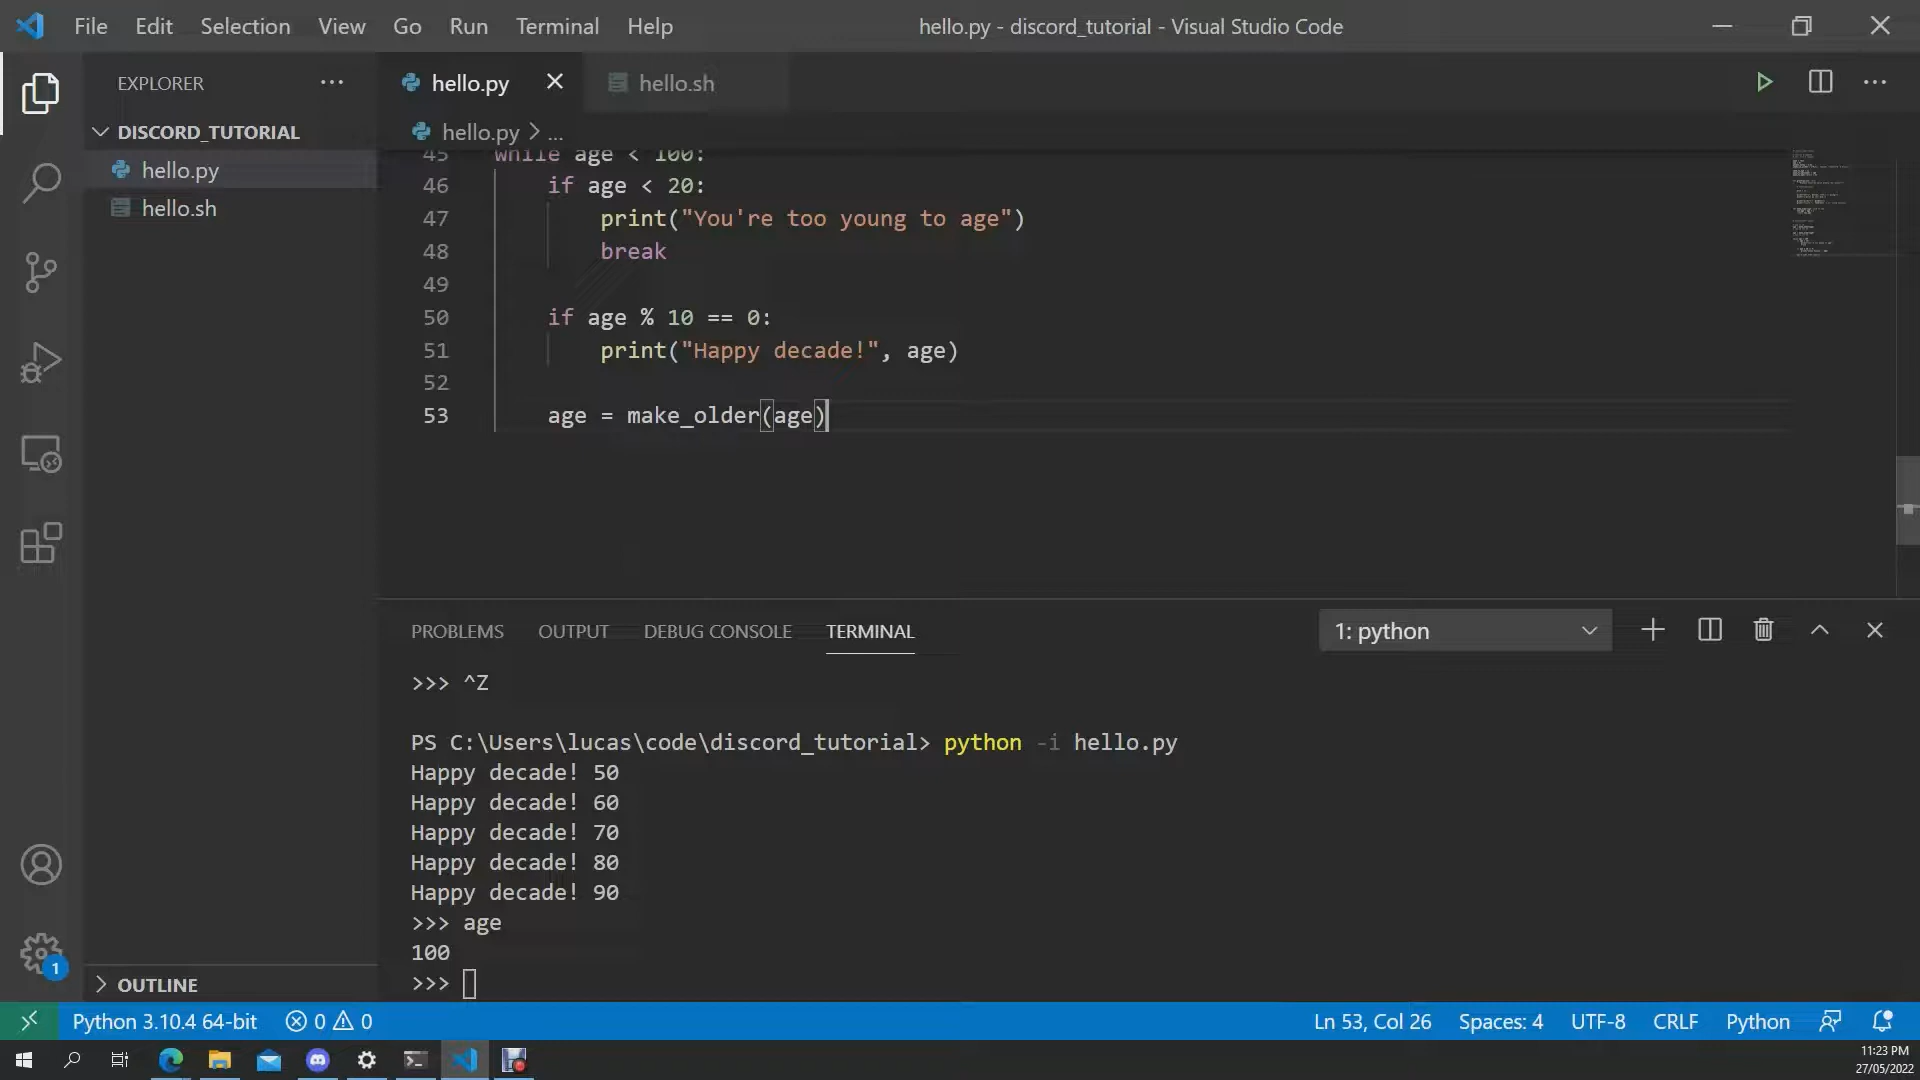 File Edit Selection View Go Run Terminal Help
hello.py - discord_tutorial - Visual Studio Code
EXPLORER
DISCORD_TUTORIAL
hello.py
hello.sh
OUTLINE
hello.py hello.sh
hello.py > ...
45 while age < 100:
46 if age < 20:
47 print("You're too young to age")
48 break
49
50 if age % 10 == 0:
51 print("Happy decade!", age)
52
53 age = make_older(age)
PROBLEMS OUTPUT DEBUG CONSOLE TERMINAL
1: python
>>> ^Z
PS C:\Users\lucas\code\discord_tutorial> python -i hello.py
Happy decade! 50
Happy decade! 60
Happy decade! 70
Happy decade! 80
Happy decade! 90
>>> age
100
>>>
1
Python 3.10.4 64-bit 0 0
Ln 53, Col 26 Spaces: 4 UTF-8 CRLF Python
11:23 PM
27/05/2022